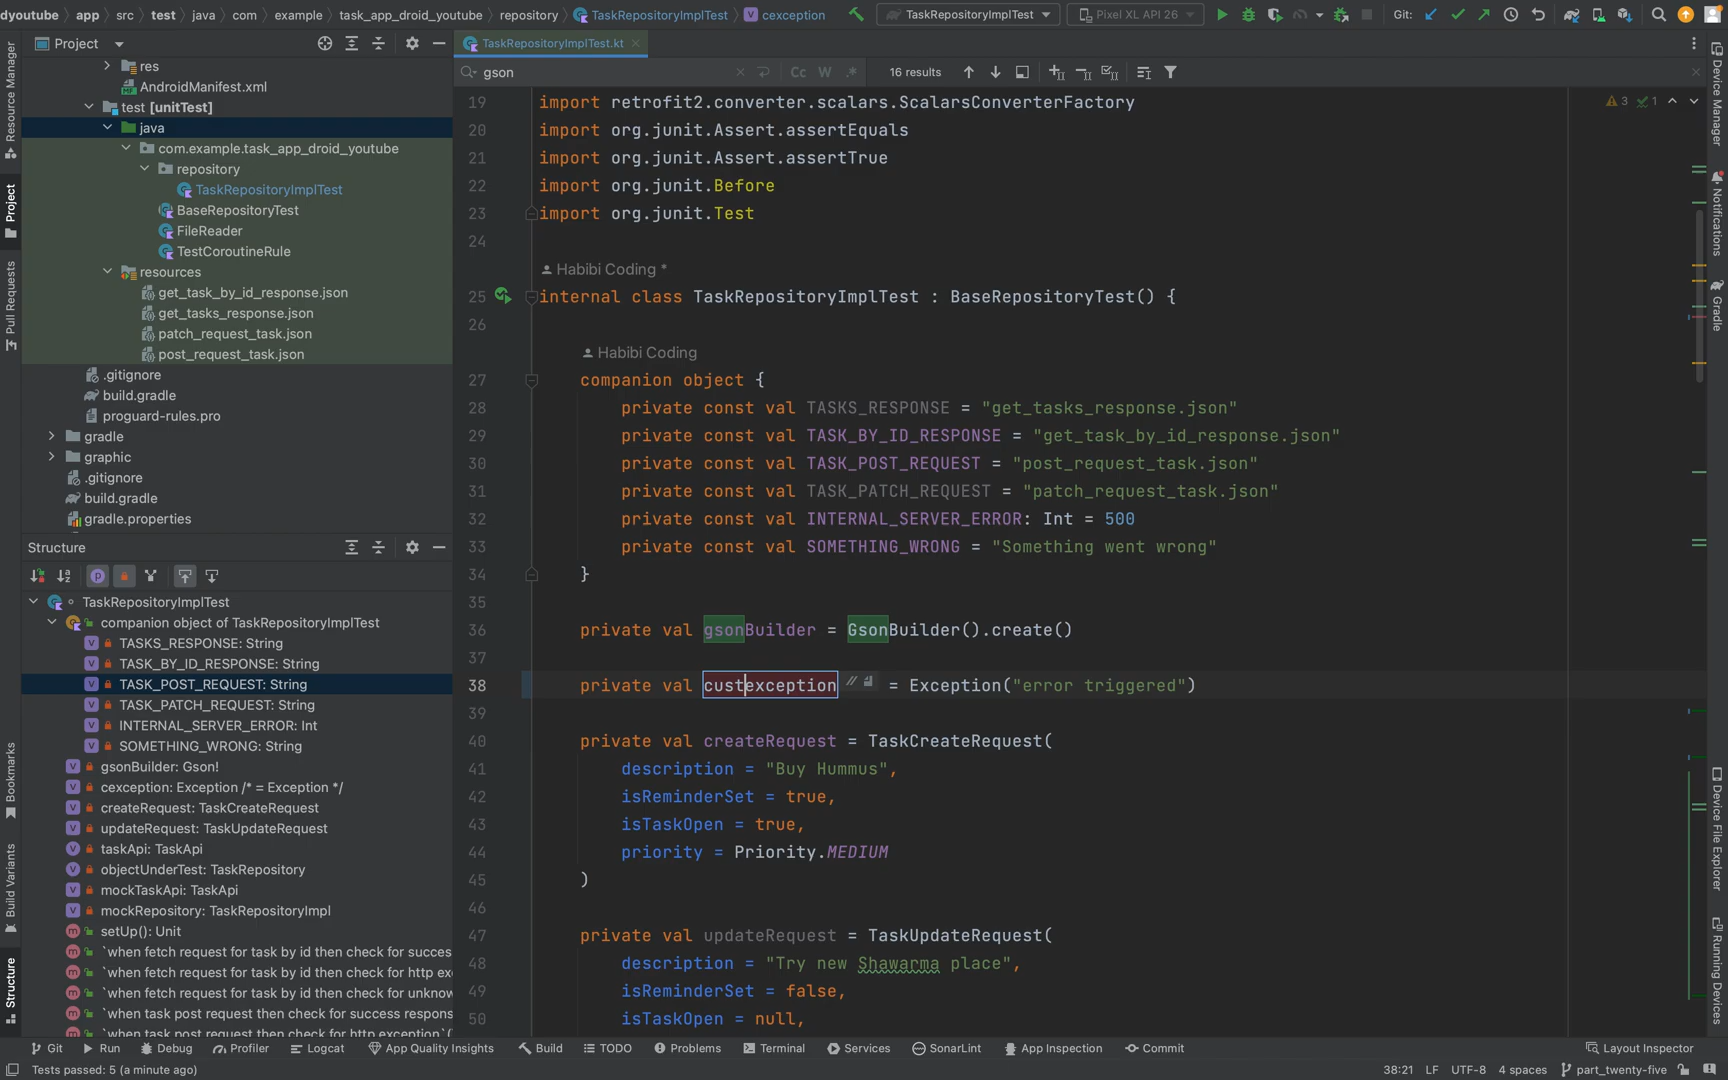 dyoutube app src test java com example task_app_droid_youtube repository TaskRepositoryImplTest cexception TaskRepositoryImplTest Pixel XL API 26 Git:
Project
TaskRepositoryImplTest.kt
gson Cc W .* 16 results
res
AndroidManifest.xml
test [unitTest]
java
com.example.task_app_droid_youtube
repository
TaskRepositoryImplTest
BaseRepositoryTest
FileReader
TestCoroutineRule
resources
get_task_by_id_response.json
get_tasks_response.json
patch_request_task.json
post_request_task.json
.gitignore
build.gradle
proguard-rules.pro
gradle
graphic
.gitignore
build.gradle
gradle.properties
Structure
TaskRepositoryImplTest
companion object of TaskRepositoryImplTest
TASKS_RESPONSE: String
TASK_BY_ID_RESPONSE: String
TASK_POST_REQUEST: String
TASK_PATCH_REQUEST: String
INTERNAL_SERVER_ERROR: Int
SOMETHING_WRONG: String
gsonBuilder: Gson!
cexception: Exception /* = Exception */
createRequest: TaskCreateRequest
updateRequest: TaskUpdateRequest
taskApi: TaskApi
objectUnderTest: TaskRepository
mockTaskApi: TaskApi
mockRepository: TaskRepositoryImpl
setUp(): Unit
`when fetch request for task by id then check for succes
`when fetch request for task by id then check for http exc
`when fetch request for task by id then check for unknow
`when task post request then check for success respons
`when task post request then check for http exception`(
19 import retrofit2.converter.scalars.ScalarsConverterFactory
20 import org.junit.Assert.assertEquals
21 import org.junit.Assert.assertTrue
22 import org.junit.Before
23 import org.junit.Test
24
Habibi Coding *
25 internal class TaskRepositoryImplTest : BaseRepositoryTest() {
26
Habibi Coding
27 companion object {
28 private const val TASKS_RESPONSE = "get_tasks_response.json"
29 private const val TASK_BY_ID_RESPONSE = "get_task_by_id_response.json"
30 private const val TASK_POST_REQUEST = "post_request_task.json"
31 private const val TASK_PATCH_REQUEST = "patch_request_task.json"
32 private const val INTERNAL_SERVER_ERROR: Int = 500
33 private const val SOMETHING_WRONG = "Something went wrong"
34 }
35
36 private val gsonBuilder = GsonBuilder().create()
37
38 private val custexception = Exception("error triggered")
39
40 private val createRequest = TaskCreateRequest(
41 description = "Buy Hummus",
42 isReminderSet = true,
43 isTaskOpen = true,
44 priority = Priority.MEDIUM
45 )
46
47 private val updateRequest = TaskUpdateRequest(
48 description = "Try new Shawarma place",
49 isReminderSet = false,
50 isTaskOpen = null,
3 1
Resource Manager
Project
Pull Requests
Bookmarks
Build Variants
Structure
Device Manager
Notifications
Gradle
Device File Explorer
Running Devices
Git Run Debug Profiler Logcat App Quality Insights Build TODO Problems Terminal Services SonarLint App Inspection Commit Layout Inspector
Tests passed: 5 (a minute ago) 38:21 LF UTF-8 4 spaces part_twenty-five